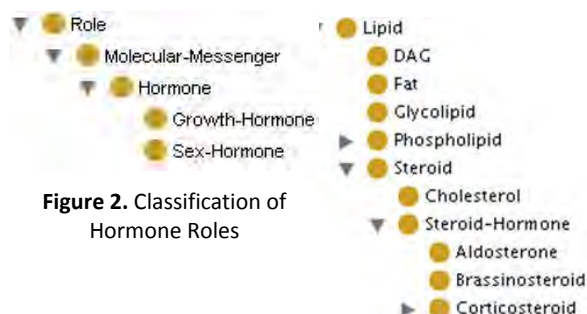 Role
Molecular-Messenger
Hormone
Growth-Hormone
Sex-Hormone
Figure 2. Classification of
Hormone Roles
Lipid
DAG
Fat
Glycolipid
Phospholipid
Steroid
Cholesterol
Steroid-Hormone
Aldosterone
Brassinosteroid
Corticosteroid